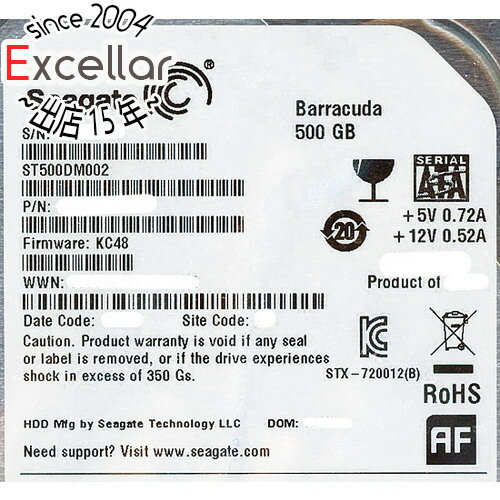 since 2004
Excellar
~出店15年~
Seagate
®
Barracuda
500 GB
S/N:
ST500DM002
SERIAL
ATA
P/N:
+5V 0.72A
+12V 0.52A
20
Firmware: KC48
WWN:
Product of
Date Code:
Site Code:
Caution. Product warranty is void if any seal
or label is removed, or if the drive experiences
shock in excess of 350 Gs.
STX-720012(B)
RoHS
HDD Mfg by Seagate Technology LLC
DOM:
AF
Need support? Visit www.seagate.com